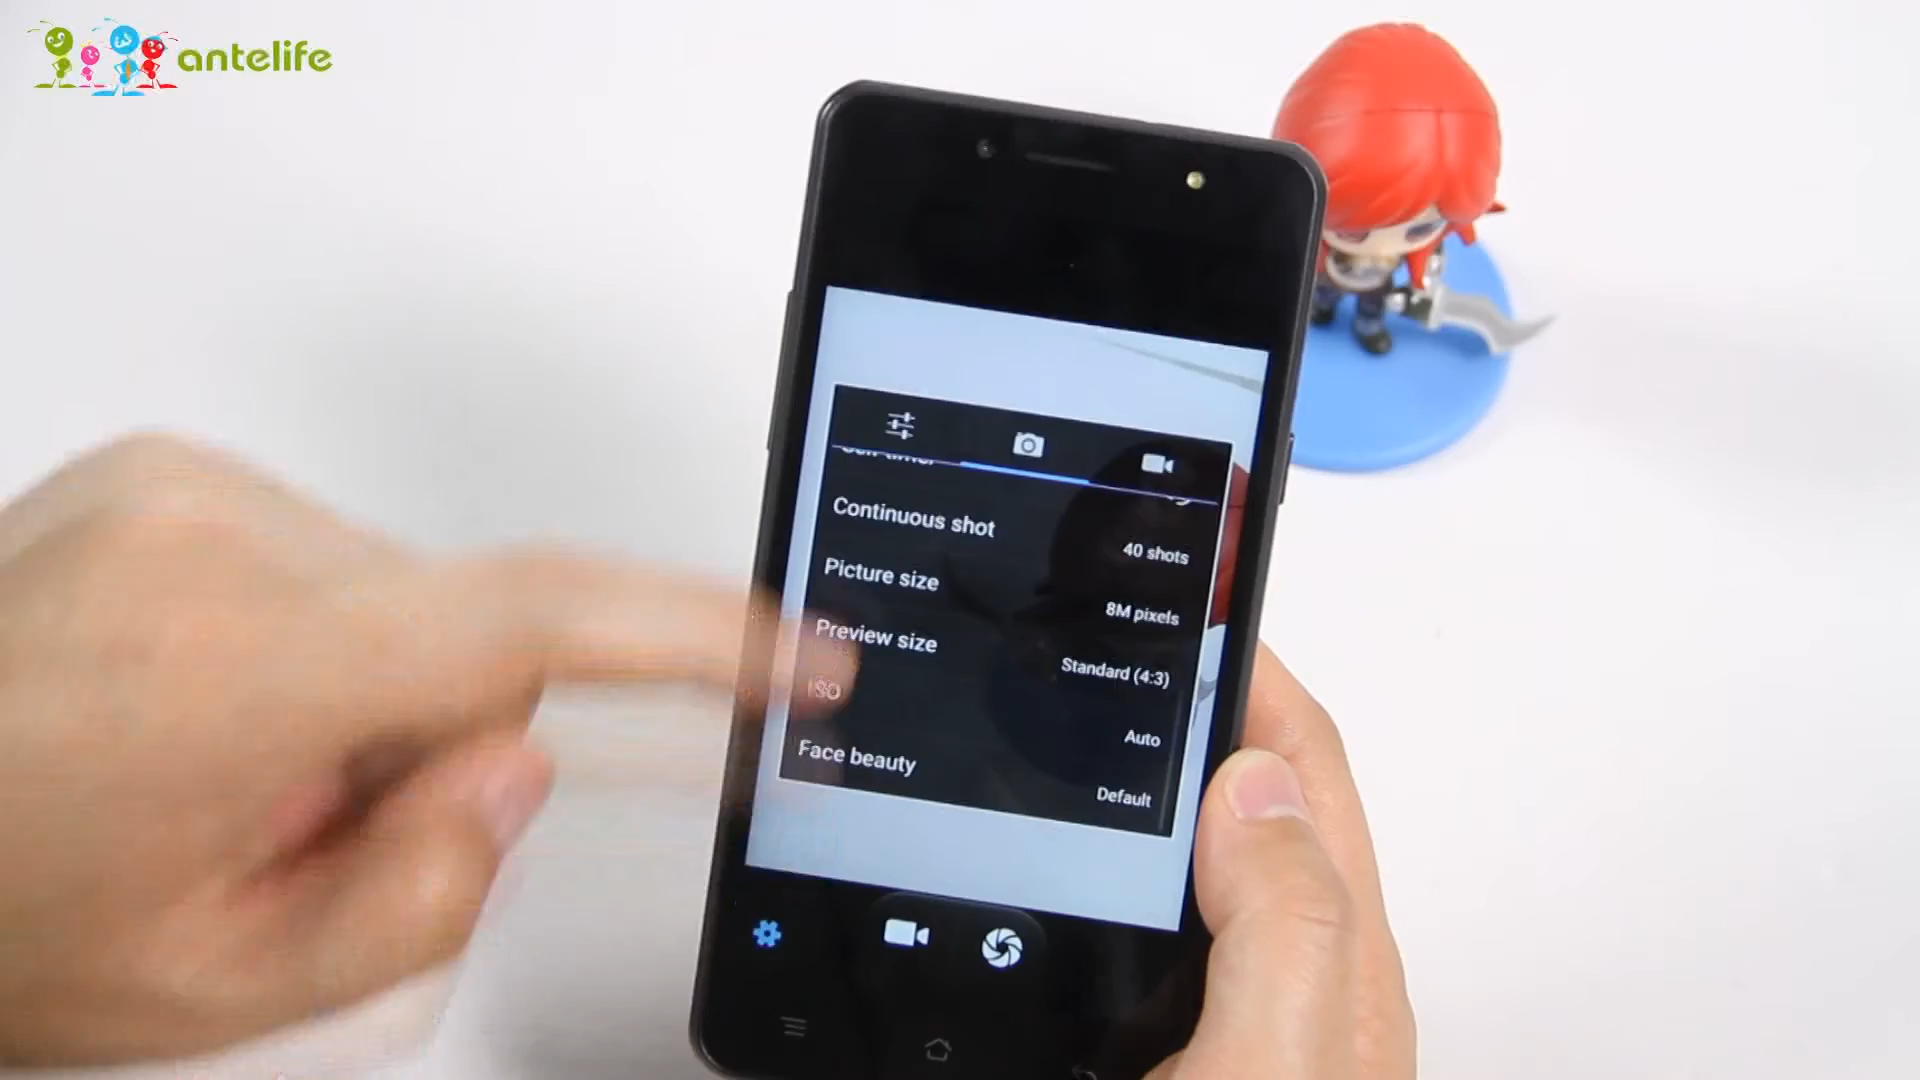 antelife
Continuous shot
40 shots
Picture size
8M pixels
Preview size
Standard (4:3)
ISO
Auto
Face beauty
Default